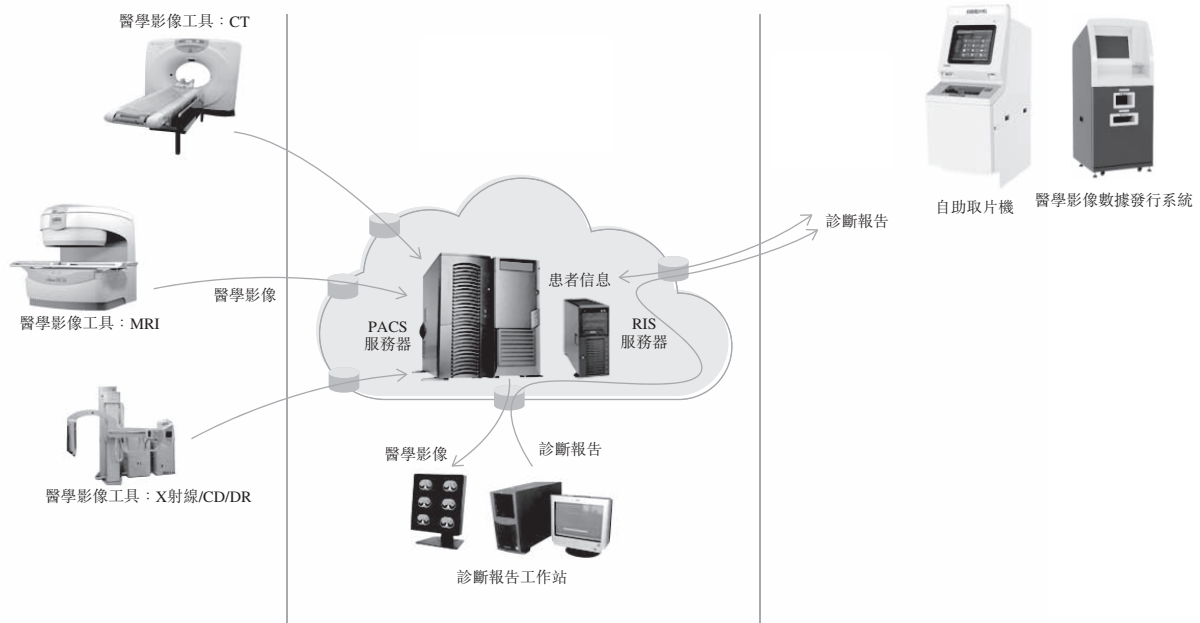 醫學影像工具：CT
醫學影像
醫學影像工具：MRI
醫學影像工具：X射線/CD/DR
PACS
服務器
患者信息
RIS
服務器
醫學影像
診斷報告
診斷報告工作站
診斷報告
自助取片機
醫學影像數據發行系統